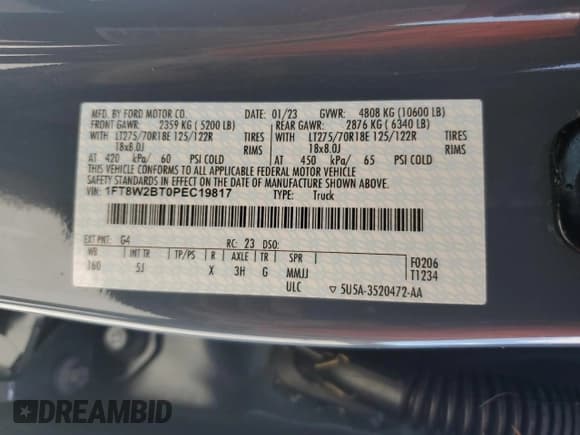 MFD. BY FORD MOTOR CO. 01/23 GVWR: 4808 KG (10600 LB)
FRONT GAWR: 2359 KG (5200 LB) REAR GAWR: 2876 KG (6340 LB)
WITH LT275/70R18E 125/122R TIRES WITH LT275/70R18E 125/122R TIRES
18x8.0J RIMS 18x8.0J RIMS
AT 420 kPa/ 60 PSI COLD AT 450 kPa/ 65 PSI COLD
THIS VEHICLE CONFORMS TO ALL APPLICABLE FEDERAL MOTOR VEHICLE
SAFETY STANDARDS IN EFFECT ON THE DATE OF MANUFACTURE SHOWN ABOVE.
VIN: 1FT8W2BT0PEC19817 TYPE: Truck
EXT PNT: G4 RC: 23 DSO:
WB INT TR TP/PS R AXLE TR SPR F0206
160 5J X 3H G MMJJ T1234
ULC ▽ 5U5A-3520472-AA
DREAMBID